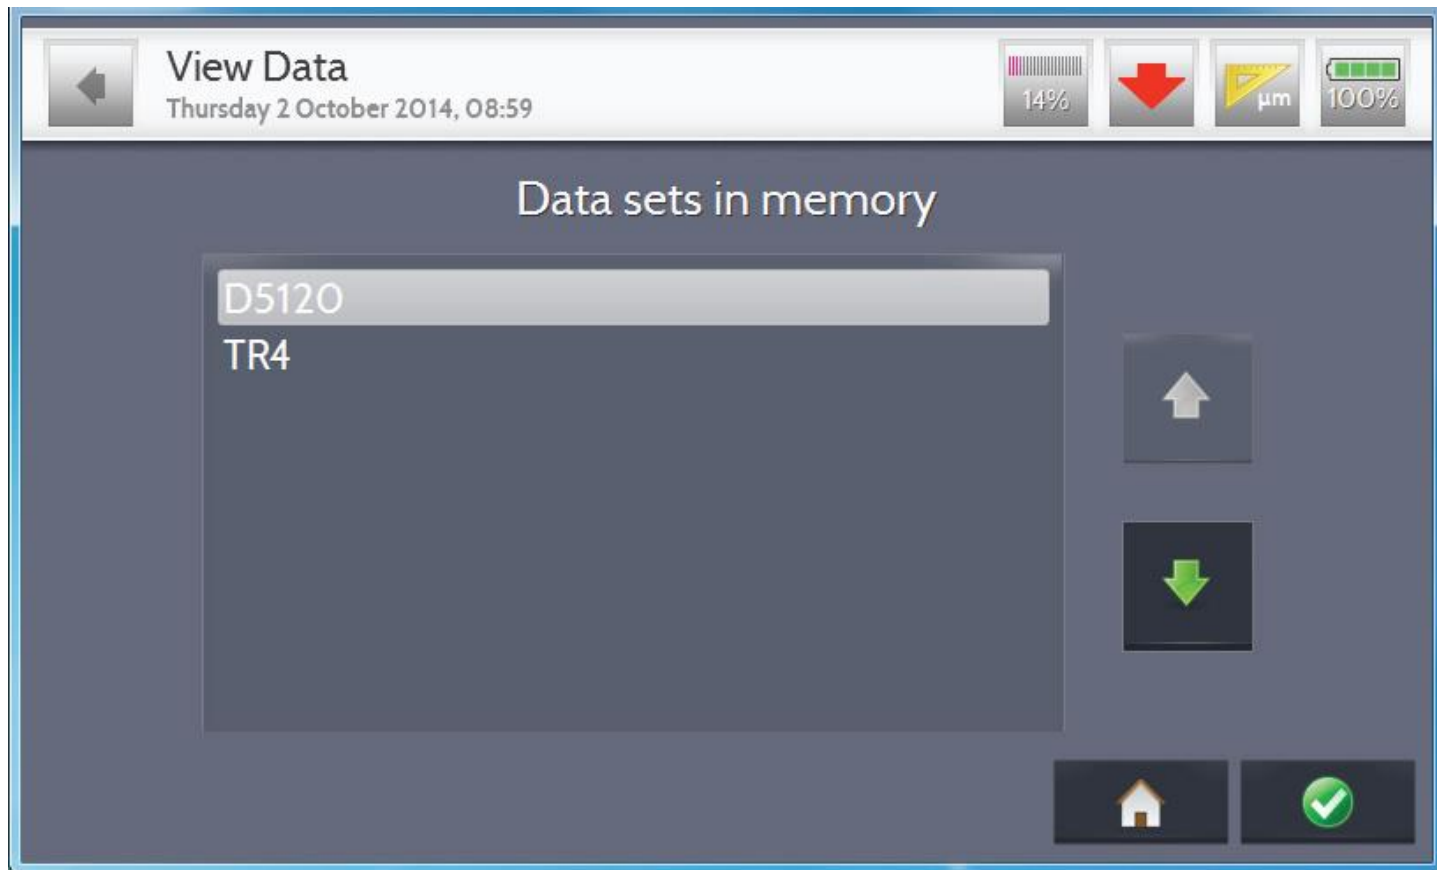 View Data
Thursday 2 October 2014, 08:59
14%
µm
100%
Data sets in memory
D5120
TR4